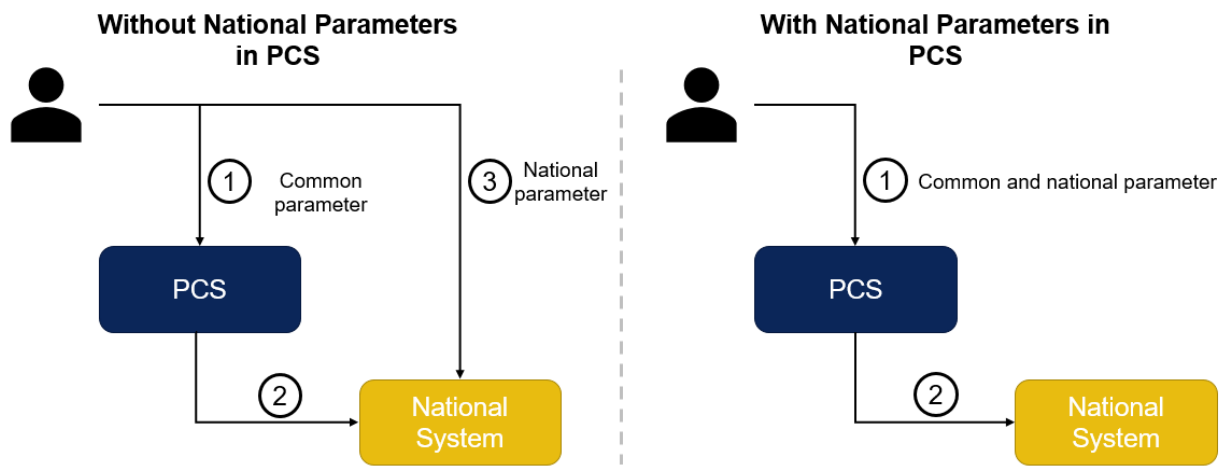 Without National Parameters
in PCS
1
Common
parameter
3
National
parameter
PCS
2
National
System
With National Parameters in
PCS
1
Common and national parameter
PCS
2
National
System